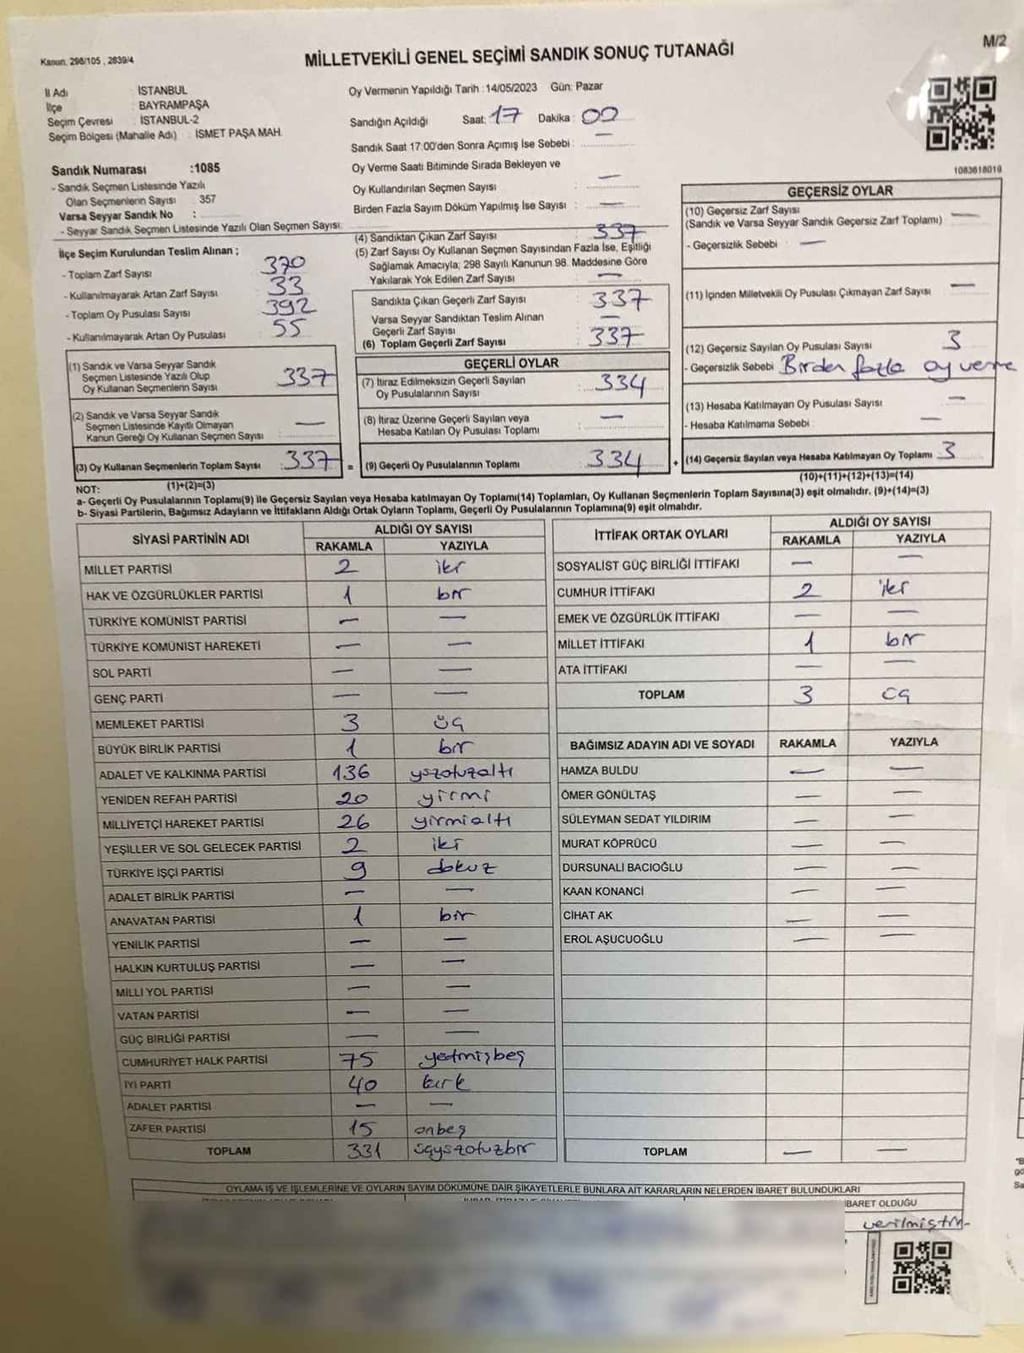 Kanun, 298/105 , 2839/4
MİLLETVEKİLİ GENEL SEÇİMİ SANDIK SONUÇ TUTANAĞI
M/2
İl Adı : İSTANBUL
İlçe : BAYRAMPAŞA
Seçim Çevresi : İSTANBUL-2
Seçim Bölgesi (Mahalle Adı) : İSMET PAŞA MAH.
Oy Vermenin Yapıldığı Tarih :14/05/2023 Gün: Pazar
Sandığın Açıldığı Saat: 17 Dakika : 00
Sandık Saat 17:00'den Sonra Açımış İse Sebebi : —
Oy Verme Saati Bitiminde Sırada Bekleyen ve
Oy Kullandırılan Seçmen Sayısı : —
Birden Fazla Sayım Döküm Yapılmış İse Sayısı : —
1083618019
Sandık Numarası :1085
- Sandık Seçmen Listesinde Yazılı
Olan Seçmenlerin Sayısı : 357
Varsa Seyyar Sandık No :
- Seyyar Sandık Seçmen Listesinde Yazılı Olan Seçmen Sayısı:
İlçe Seçim Kurulundan Teslim Alınan ;
- Toplam Zarf Sayısı 370
- Kullanılmayarak Artan Zarf Sayısı 33
- Toplam Oy Pusulası Sayısı 392
- Kullanılmayarak Artan Oy Pusulası 55
(1) Sandık ve Varsa Seyyar Sandık
Seçmen Listesinde Yazılı Olup
Oy Kullanan Seçmenlerin Sayısı 337
(2) Sandık ve Varsa Seyyar Sandık
Seçmen Listesinde Kayıtlı Olmayan
Kanun Gereği Oy Kullanan Seçmen Sayısı —
(3) Oy Kullanan Seçmenlerin Toplam Sayısı 337 =
(1)+(2)=(3)
(4) Sandıktan Çıkan Zarf Sayısı 337
(5) Zarf Sayısı Oy Kullanan Seçmen Sayısından Fazla İse, Eşitliği
Sağlamak Amacıyla; 298 Sayılı Kanunun 98. Maddesine Göre
Yakılarak Yok Edilen Zarf Sayısı —
Sandıkta Çıkan Geçerli Zarf Sayısı 337
Varsa Seyyar Sandıktan Teslim Alınan
Geçerli Zarf Sayısı —
(6) Toplam Geçerli Zarf Sayısı 337
GEÇERLİ OYLAR
(7) İtiraz Edilmeksizin Geçerli Sayılan
Oy Pusulalarının Sayısı 334
(8) İtiraz Üzerine Geçerli Sayılan veya
Hesaba Katılan Oy Pusulası Toplamı —
(9) Geçerli Oy Pusulalarının Toplamı 334 +
GEÇERSİZ OYLAR
(10) Geçersiz Zarf Sayısı
(Sandık ve Varsa Seyyar Sandık Geçersiz Zarf Toplamı) —
- Geçersizlik Sebebi : —
(11) İçinden Milletvekili Oy Pusulası Çıkmayan Zarf Sayısı —
(12) Geçersiz Sayılan Oy Pusulası Sayısı 3
- Geçersizlik Sebebi : Birden fazla oy verme
(13) Hesaba Katılmayan Oy Pusulası Sayısı —
- Hesaba Katılmama Sebebi : —
(14) Geçersiz Sayılan veya Hesaba Katılmayan Oy Toplamı 3
(10)+(11)+(12)+(13)=(14)
NOT:
a- Geçerli Oy Pusulalarının Toplamı(9) ile Geçersiz Sayılan veya Hesaba katılmayan Oy Toplamı(14) Toplamları, Oy Kullanan Seçmenlerin Toplam Sayısına(3) eşit olmalıdır. (9)+(14)=(3)
b- Siyasi Partilerin, Bağımsız Adayların ve İttifakların Aldığı Ortak Oyların Toplamı, Geçerli Oy Pusulalarının Toplamına(9) eşit olmalıdır.
SİYASİ PARTİNİN ADI ALDIĞI OY SAYISI
RAKAMLA YAZIYLA
MİLLET PARTİSİ 2 iki
HAK VE ÖZGÜRLÜKLER PARTİSİ 1 bir
TÜRKİYE KOMÜNİST PARTİSİ — —
TÜRKİYE KOMÜNİST HAREKETİ — —
SOL PARTİ — —
GENÇ PARTİ — —
MEMLEKET PARTİSİ 3 üç
BÜYÜK BİRLİK PARTİSİ 1 bir
ADALET VE KALKINMA PARTİSİ 136 yüzotuzaltı
YENİDEN REFAH PARTİSİ 20 yirmi
MİLLİYETÇİ HAREKET PARTİSİ 26 yirmialtı
YEŞİLLER VE SOL GELECEK PARTİSİ 2 iki
TÜRKİYE İŞÇİ PARTİSİ 9 dokuz
ADALET BİRLİK PARTİSİ — —
ANAVATAN PARTİSİ 1 bir
YENİLİK PARTİSİ — —
HALKIN KURTULUŞ PARTİSİ — —
MİLLİ YOL PARTİSİ — —
VATAN PARTİSİ — —
GÜÇ BİRLİĞİ PARTİSİ — —
CUMHURİYET HALK PARTİSİ 75 yetmişbeş
İYİ PARTİ 40 kırk
ADALET PARTİSİ — —
ZAFER PARTİSİ 15 onbeş
TOPLAM 331 üçyüzotuzbir
İTTİFAK ORTAK OYLARI ALDIĞI OY SAYISI
RAKAMLA YAZIYLA
SOSYALİST GÜÇ BİRLİĞİ İTTİFAKI — —
CUMHUR İTTİFAKI 2 iki
EMEK VE ÖZGÜRLÜK İTTİFAKI — —
MİLLET İTTİFAKI 1 bir
ATA İTTİFAKI — —
TOPLAM 3 üç
BAĞIMSIZ ADAYIN ADI VE SOYADI RAKAMLA YAZIYLA
HAMZA BULDU — —
ÖMER GÖNÜLTAŞ — —
SÜLEYMAN SEDAT YILDIRIM — —
MURAT KÖPRÜCÜ — —
DURSUNALİ BACIOĞLU — —
KAAN KONANCİ — —
CİHAT AK — —
EROL AŞUCUOĞLU — —
TOPLAM — —
OYLAMA İŞ VE İŞLEMLERİNE VE OYLARIN SAYIM DÖKÜMÜNE DAİR ŞİKAYETLERLE BUNLARA AİT KARARLARIN NELERDEN İBARET BULUNDUKLARI
İBARET OLDUĞU
verilmiştir